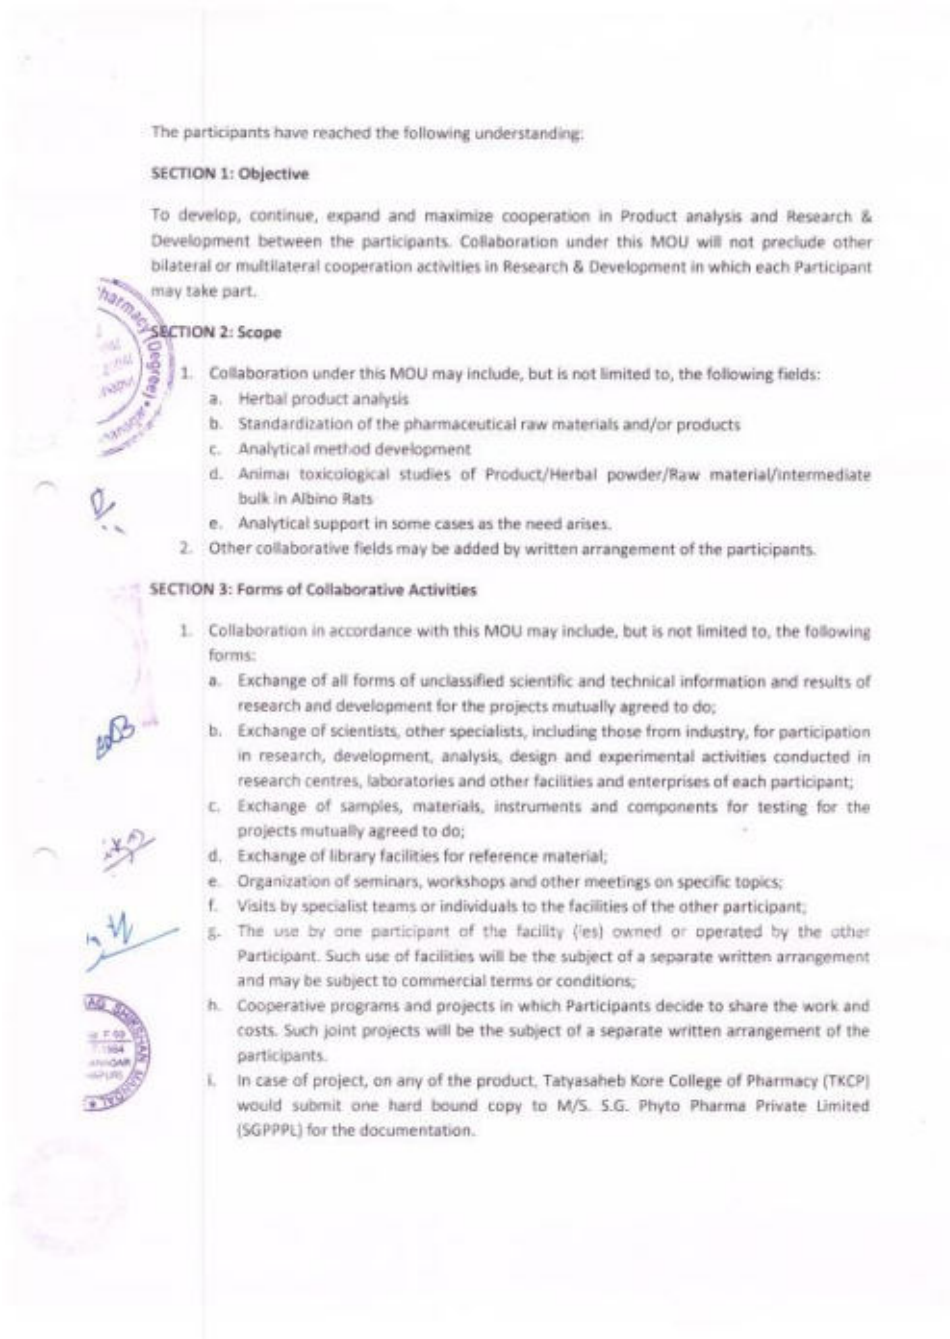 The participants have reached the following understanding:
SECTION 1: Objective
To develop, continue, expand and maximize cooperation in Product analysis and Research &
Development between the participants. Collaboration under this MOU will not preclude other
bilateral or multilateral cooperation activities in Research & Development in which each Participant
may take part.
SECTION 2: Scope
1. Collaboration under this MOU may include, but is not limited to, the following fields:
a. Herbal product analysis
b. Standardization of the pharmaceutical raw materials and/or products
c. Analytical method development
d. Animal toxicological studies of Product/Herbal powder/Raw material/intermediate
bulk in Albino Rats
e. Analytical support in some cases as the need arises.
2. Other collaborative fields may be added by written arrangement of the participants.
SECTION 3: Forms of Collaborative Activities
1. Collaboration in accordance with this MOU may include, but is not limited to, the following
forms:
a. Exchange of all forms of unclassified scientific and technical information and results of
research and development for the projects mutually agreed to do;
b. Exchange of scientists, other specialists, including those from industry, for participation
in research, development, analysis, design and experimental activities conducted in
research centres, laboratories and other facilities and enterprises of each participant;
c. Exchange of samples, materials, instruments and components for testing for the
projects mutually agreed to do;
d. Exchange of library facilities for reference material;
e. Organization of seminars, workshops and other meetings on specific topics;
f. Visits by specialist teams or individuals to the facilities of the other participant;
g. The use by one participant of the facility (ies) owned or operated by the other
Participant. Such use of facilities will be the subject of a separate written arrangement
and may be subject to commercial terms or conditions;
h. Cooperative programs and projects in which Participants decide to share the work and
costs. Such joint projects will be the subject of a separate written arrangement of the
participants.
i. In case of project, on any of the product, Tatyasaheb Kore College of Pharmacy (TKCP)
would submit one hard bound copy to M/S. S.G. Phyto Pharma Private Limited
(SGPPPL) for the documentation.
harmacy (Degree)
SHIKSHAN MANDAL